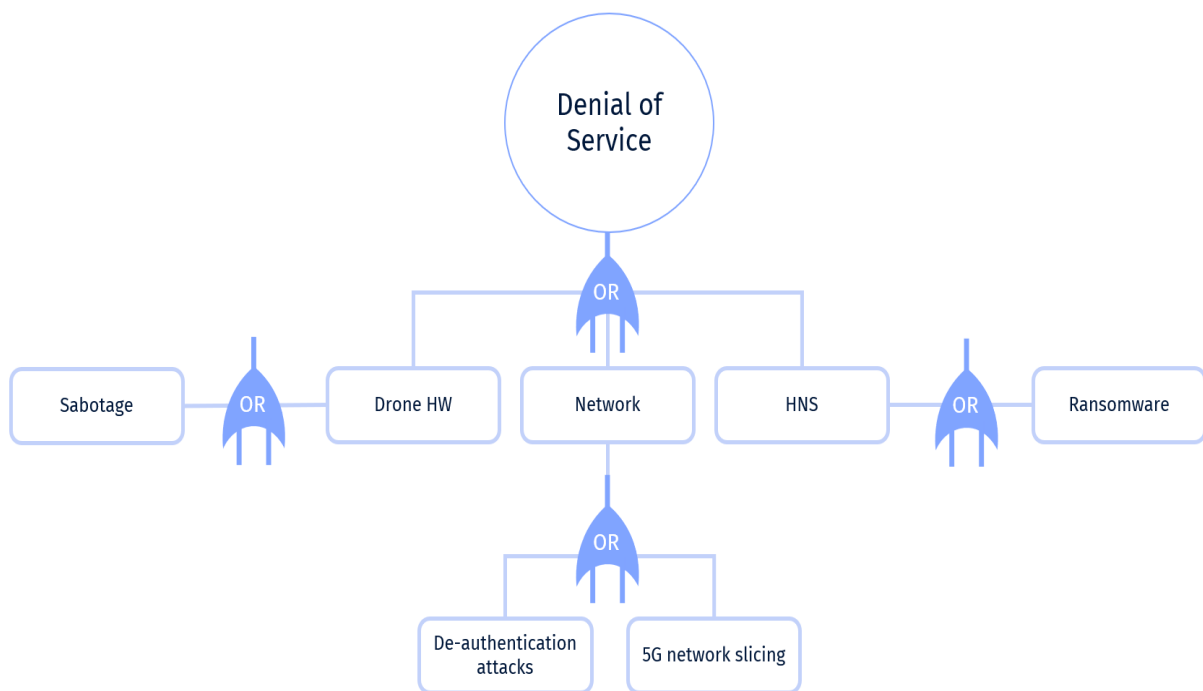 Denial of
Service
OR
Sabotage
OR
Drone HW
Network
HNS
OR
Ransomware
OR
De-authentication
attacks
5G network slicing